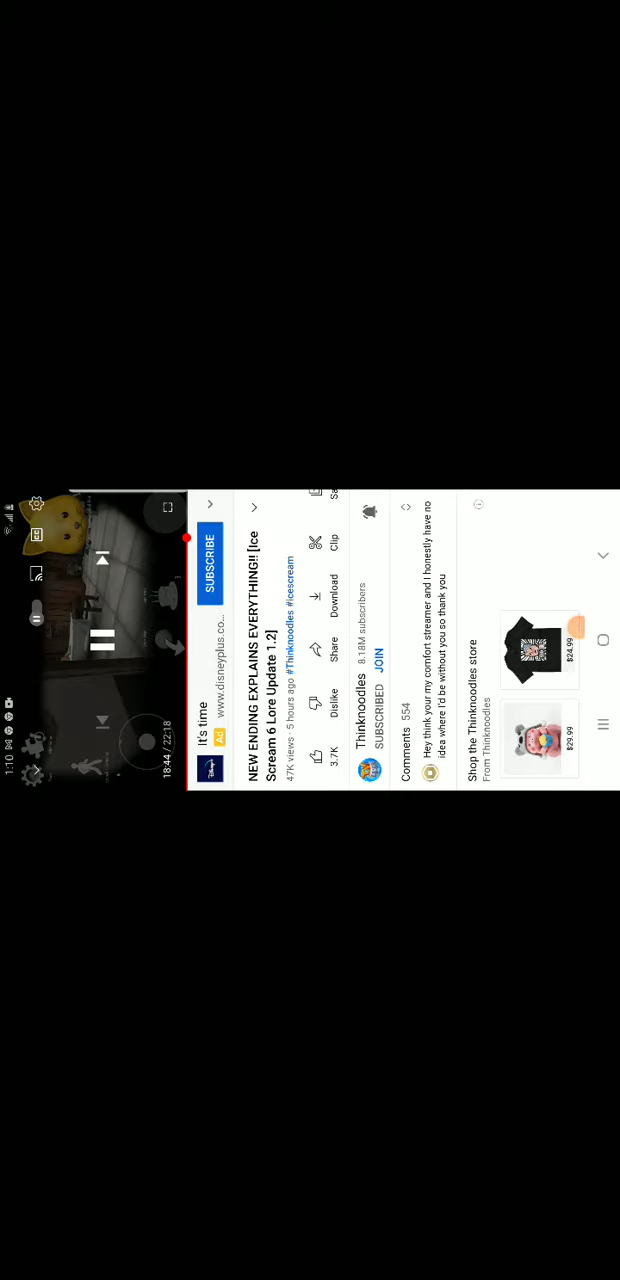 1:10
18:44 / 22:18
It's time
Ad www.disneyplus.co...
SUBSCRIBE
NEW ENDING EXPLAINS EVERYTHING!! [Ice
Scream 6 Lore Update 1.2]
47K views · 5 hours ago #Thinknoodles #icescream
3.7K
Dislike
Share
Download
Clip
Sa
Thinknoodles 8.18M subscribers
SUBSCRIBED JOIN
Comments 554
Hey think your my comfort streamer and I honestly have no
idea where I'd be without you so thank you
Shop the Thinknoodles store
From Thinknoodles
$29.99
$24.99